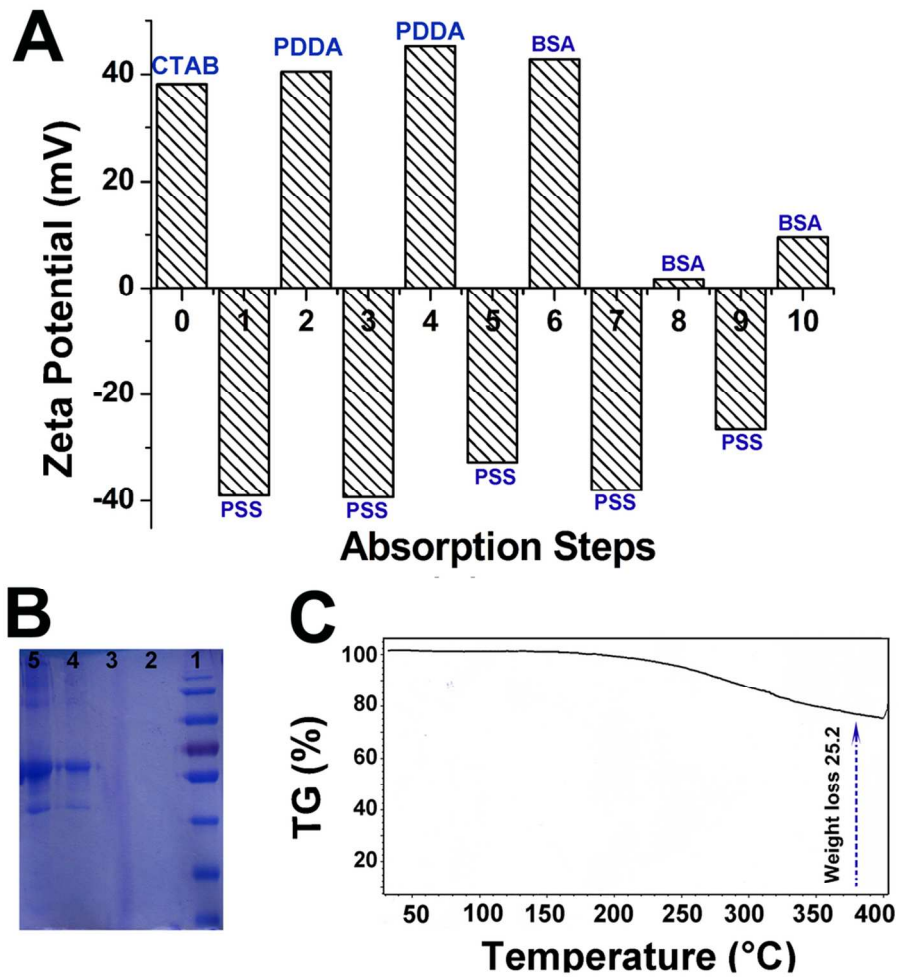 A
CTAB
PDDA
PDDA
BSA
BSA
BSA
40
20
0
-20
-40
Zeta Potential (mV)
0 1 2 3 4 5 6 7 8 9 10
PSS
PSS
PSS
PSS
PSS
Absorption Steps
B
5 4 3 2 1
C
100
80
60
40
20
TG (%)
Weight loss 25.2
50 100 150 200 250 300 350 400
Temperature (°C)